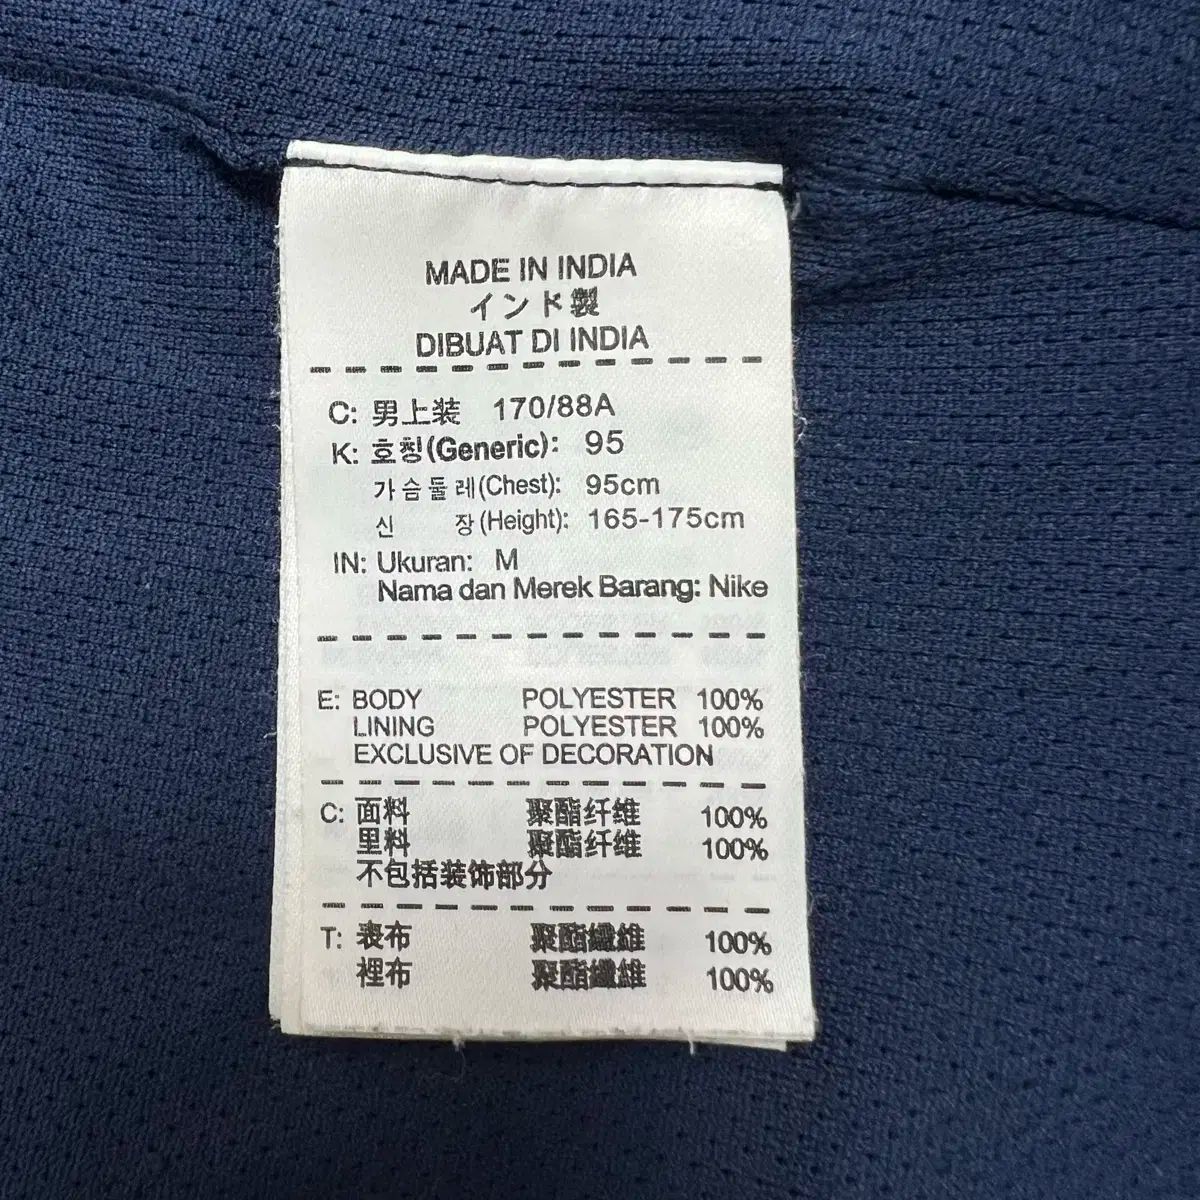 MADE IN INDIA
インド製
DIBUAT DI INDIA
C: 男上装 170/88A
K: 호칭(Generic): 95
가슴둘레(Chest): 95cm
신 장(Height): 165-175cm
IN: Ukuran: M
Nama dan Merek Barang: Nike
E: BODY POLYESTER 100%
LINING POLYESTER 100%
EXCLUSIVE OF DECORATION
C: 面料 聚酯纤维 100%
里料 聚酯纤维 100%
不包括装饰部分
T: 表布 聚酯纖維 100%
裡布 聚酯纖維 100%